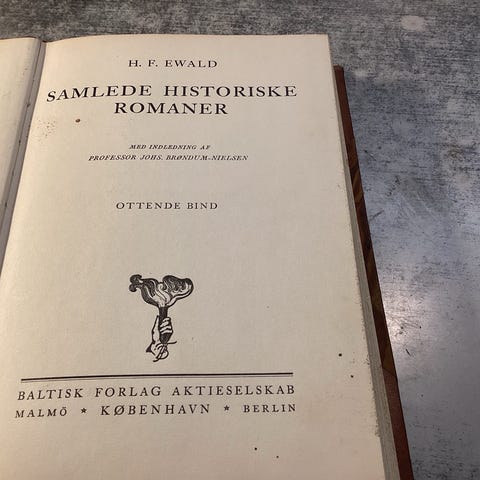 H. F. EWALD
SAMLEDE HISTORISKE
ROMANER
MED INDLEDNING AF
PROFESSOR JOHS. BRØNDUM-NIELSEN
OTTENDE BIND
BALTISK FORLAG AKTIESELSKAB
MALMÖ * KØBENHAVN * BERLIN